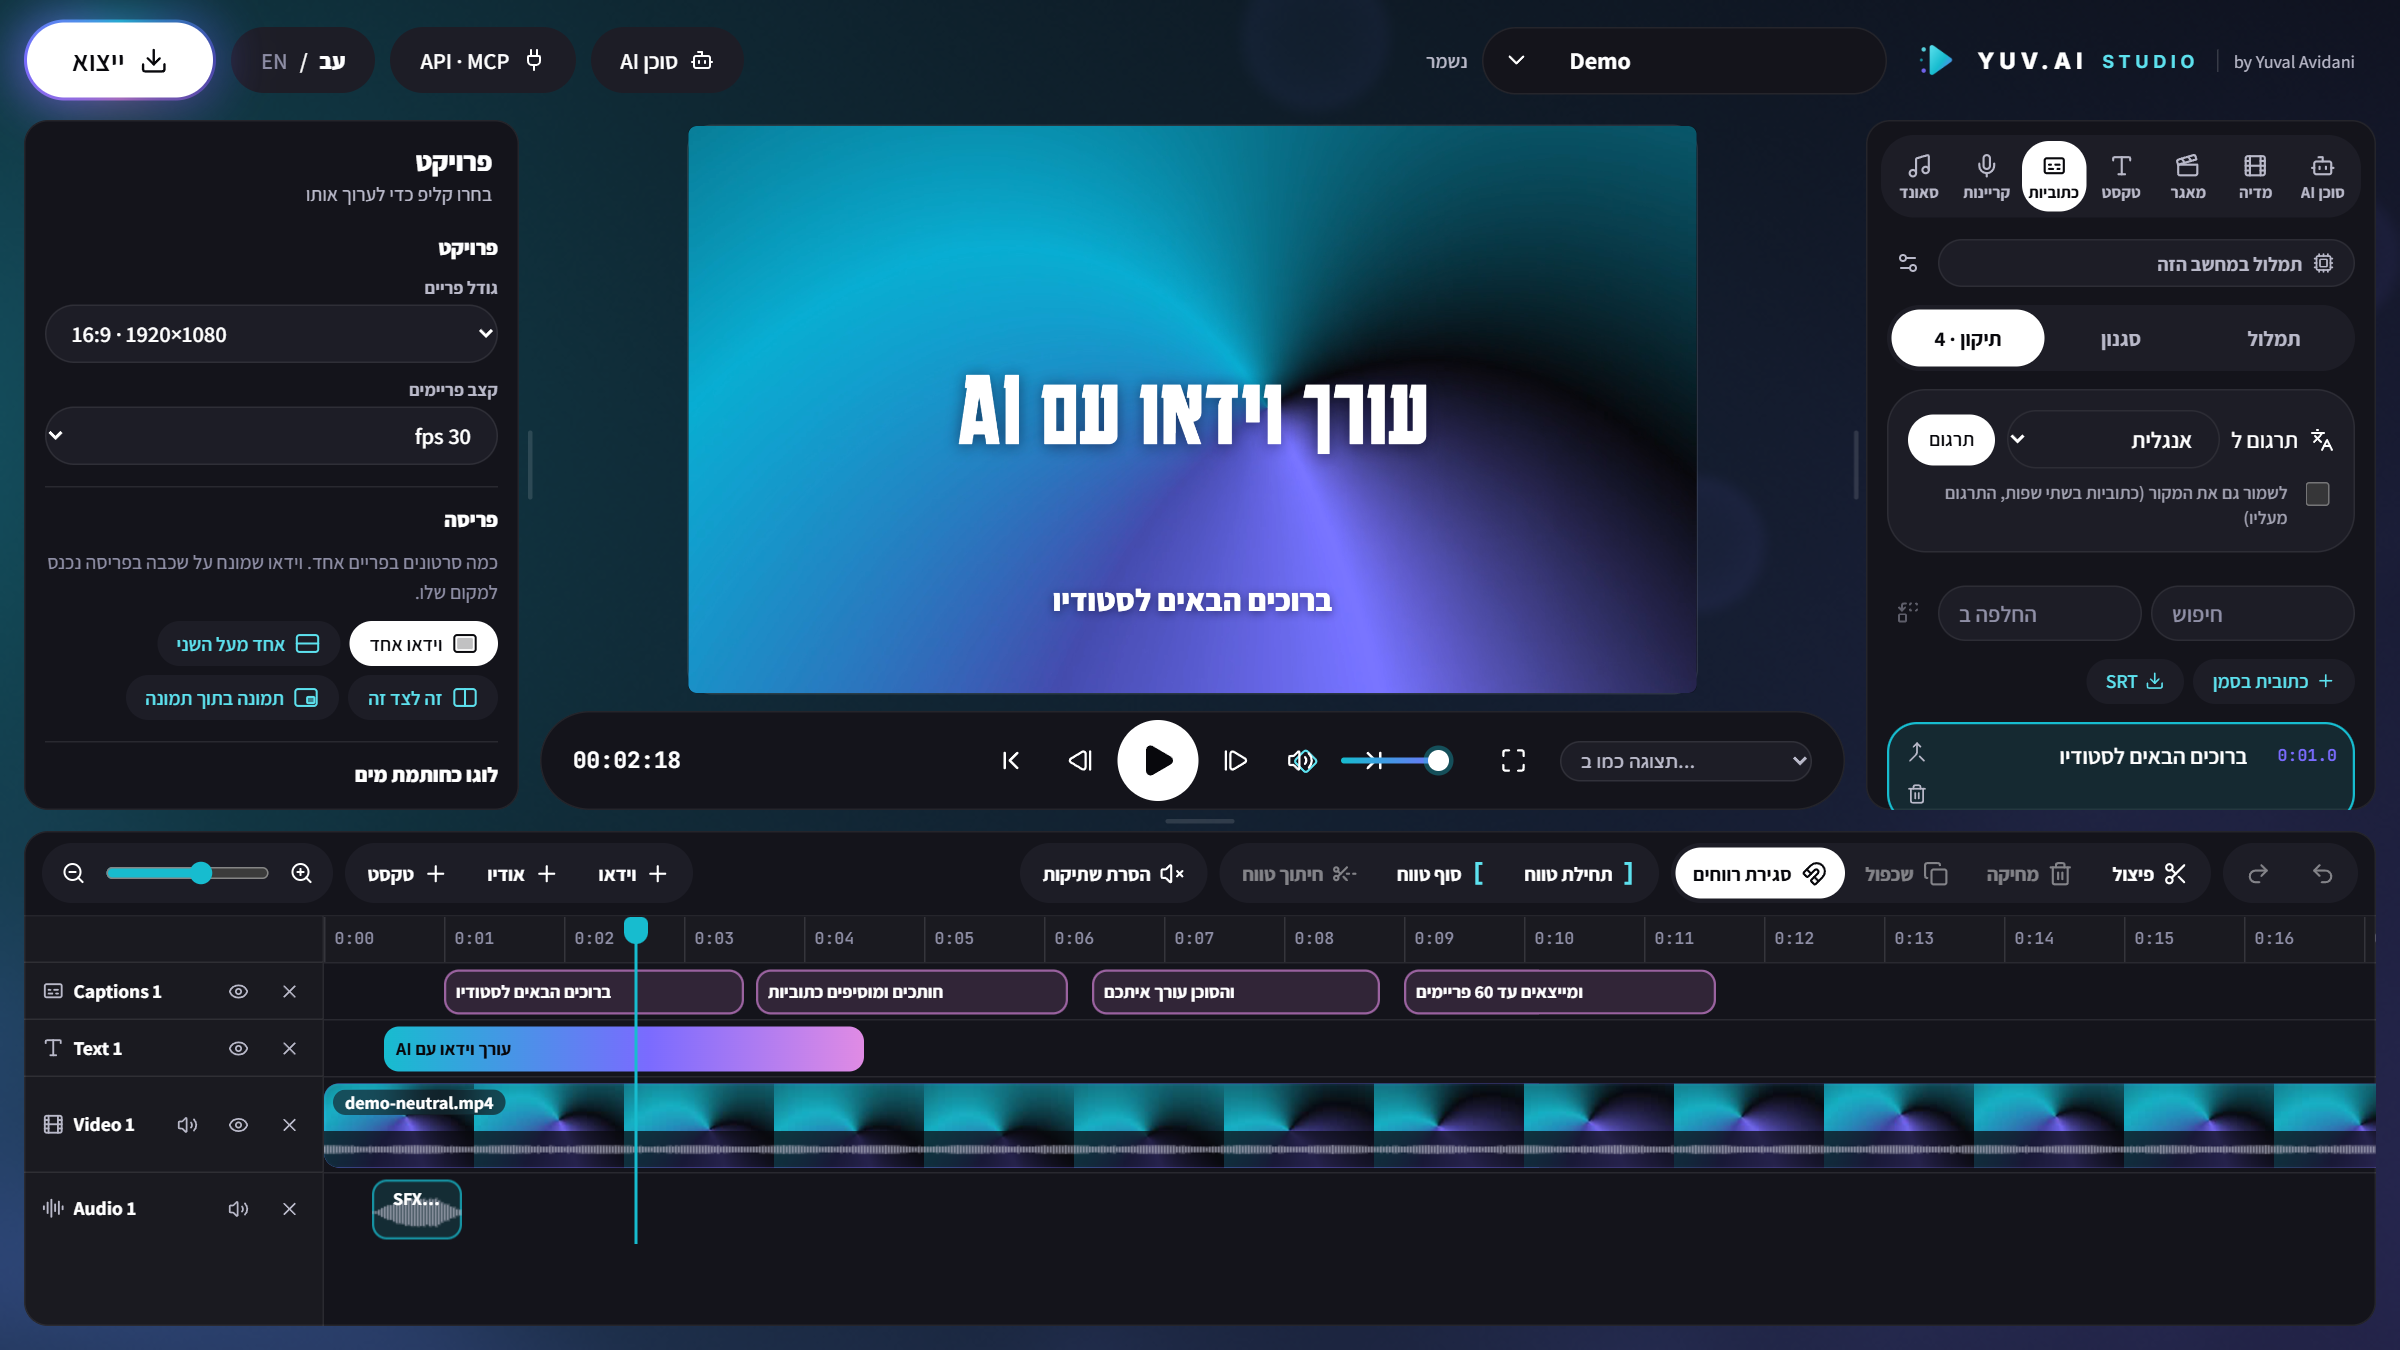 YUV.AI STUDIO by Yuval Avidani
Demo
נשמר
סוכן AI
API · MCP
עב / EN
ייצוא
סוכן AI
מדיה
מאגר
טקסט
כתוביות
קריינות
סאונד
תמלול במחשב הזה
תמלול
סגנון
תיקון · 4
תרגום ל
אנגלית
תרגום
לשמור גם את המקור (כתוביות בשתי שפות, התרגום
מעליו)
חיפוש
החלפה ב
כתובית בסמן
SRT
0:01.0 ברוכים הבאים לסטודיו
עורך וידאו עם AI
ברוכים הבאים לסטודיו
00:02:18
תצוגה כמו ב...
פרויקט
בחרו קליפ כדי לערוך אותו
פרויקט
גודל פריים
16:9 · 1920×1080
קצב פריימים
30 fps
פריסה
כמה סרטונים בפריים אחד. וידאו שמונח על שכבה בפריסה נכנס
למקום שלו.
וידאו אחד
אחד מעל השני
זה לצד זה
תמונה בתוך תמונה
לוגו כחותמת מים
פיצול
מחיקה
שכפול
סגירת רווחים
תחילת טווח
סוף טווח
חיתוך טווח
הסרת שתיקות
וידאו
אודיו
טקסט
0:00 0:01 0:02 0:03 0:04 0:05 0:06 0:07 0:08 0:09 0:10 0:11 0:12 0:13 0:14 0:15 0:16
Captions 1
ברוכים הבאים לסטודיו
חותכים ומוסיפים כתוביות
והסוכן עורך איתכם
ומייצאים עד 60 פריימים
Text 1
עורך וידאו עם AI
Video 1
demo-neutral.mp4
Audio 1
SFX...